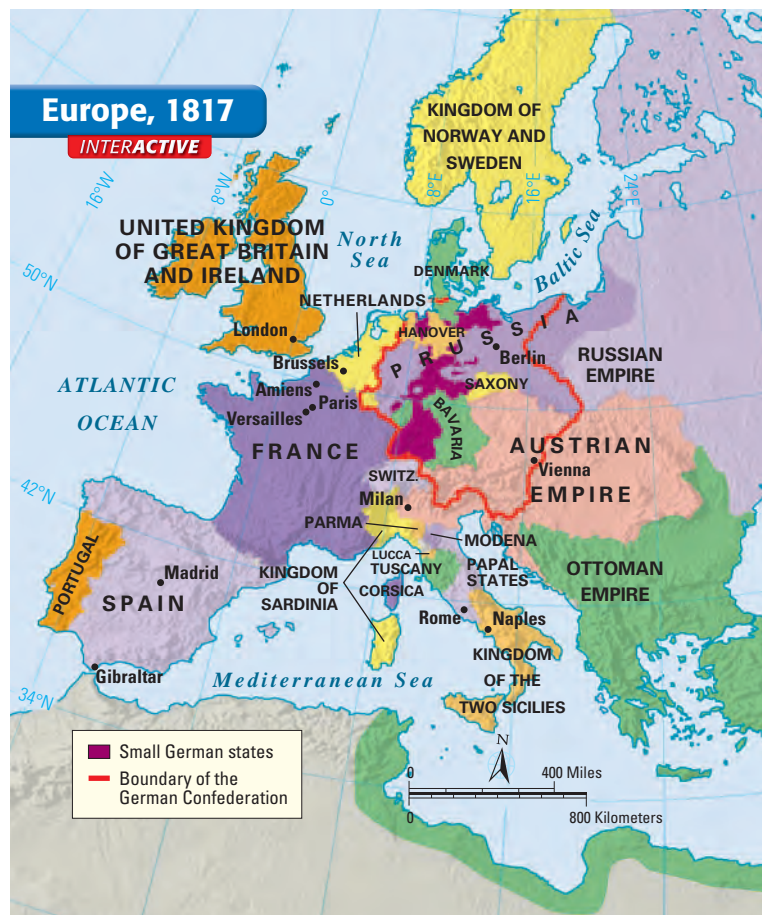 Europe, 1817
INTERACTIVE
KINGDOM OF
NORWAY AND
SWEDEN
16°W
8°W
0°
8°E
16°E
24°E
UNITED KINGDOM
OF GREAT BRITAIN
AND IRELAND
North
Sea
Baltic Sea
50°N
DENMARK
NETHERLANDS
HANOVER
PRUSSIA
London
Berlin
RUSSIAN
EMPIRE
Brussels
SAXONY
ATLANTIC
OCEAN
Amiens
Paris
Versailles
BAVARIA
FRANCE
AUSTRIAN
EMPIRE
Vienna
SWITZ.
42°N
Milan
PARMA
MODENA
LUCCA
TUSCANY
PAPAL
STATES
OTTOMAN
EMPIRE
PORTUGAL
Madrid
SPAIN
KINGDOM
OF
SARDINIA
CORSICA
Rome
Naples
KINGDOM
OF THE
TWO SICILIES
Gibraltar
Mediterranean Sea
34°N
Small German states
Boundary of the
German Confederation
N
0 400 Miles
0 800 Kilometers